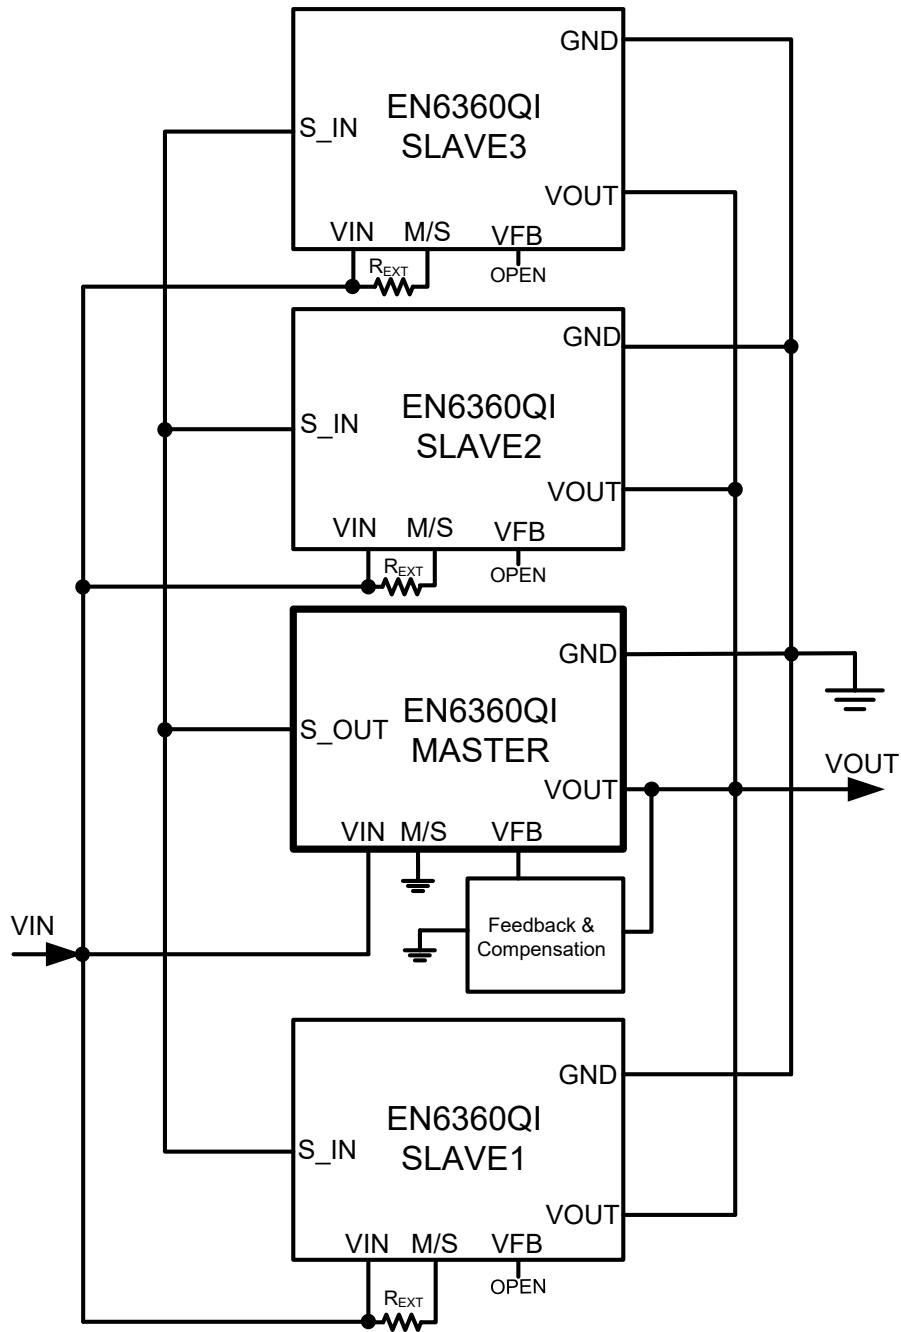 GND
EN6360QI
SLAVE3
S_IN
VOUT
VIN M/S VFB
REXT
OPEN
GND
EN6360QI
SLAVE2
S_IN
VOUT
VIN M/S VFB
REXT
OPEN
GND
EN6360QI
MASTER
S_OUT
VOUT
VOUT
VIN M/S VFB
VIN
Feedback &
Compensation
GND
EN6360QI
SLAVE1
S_IN
VOUT
VIN M/S VFB
REXT
OPEN